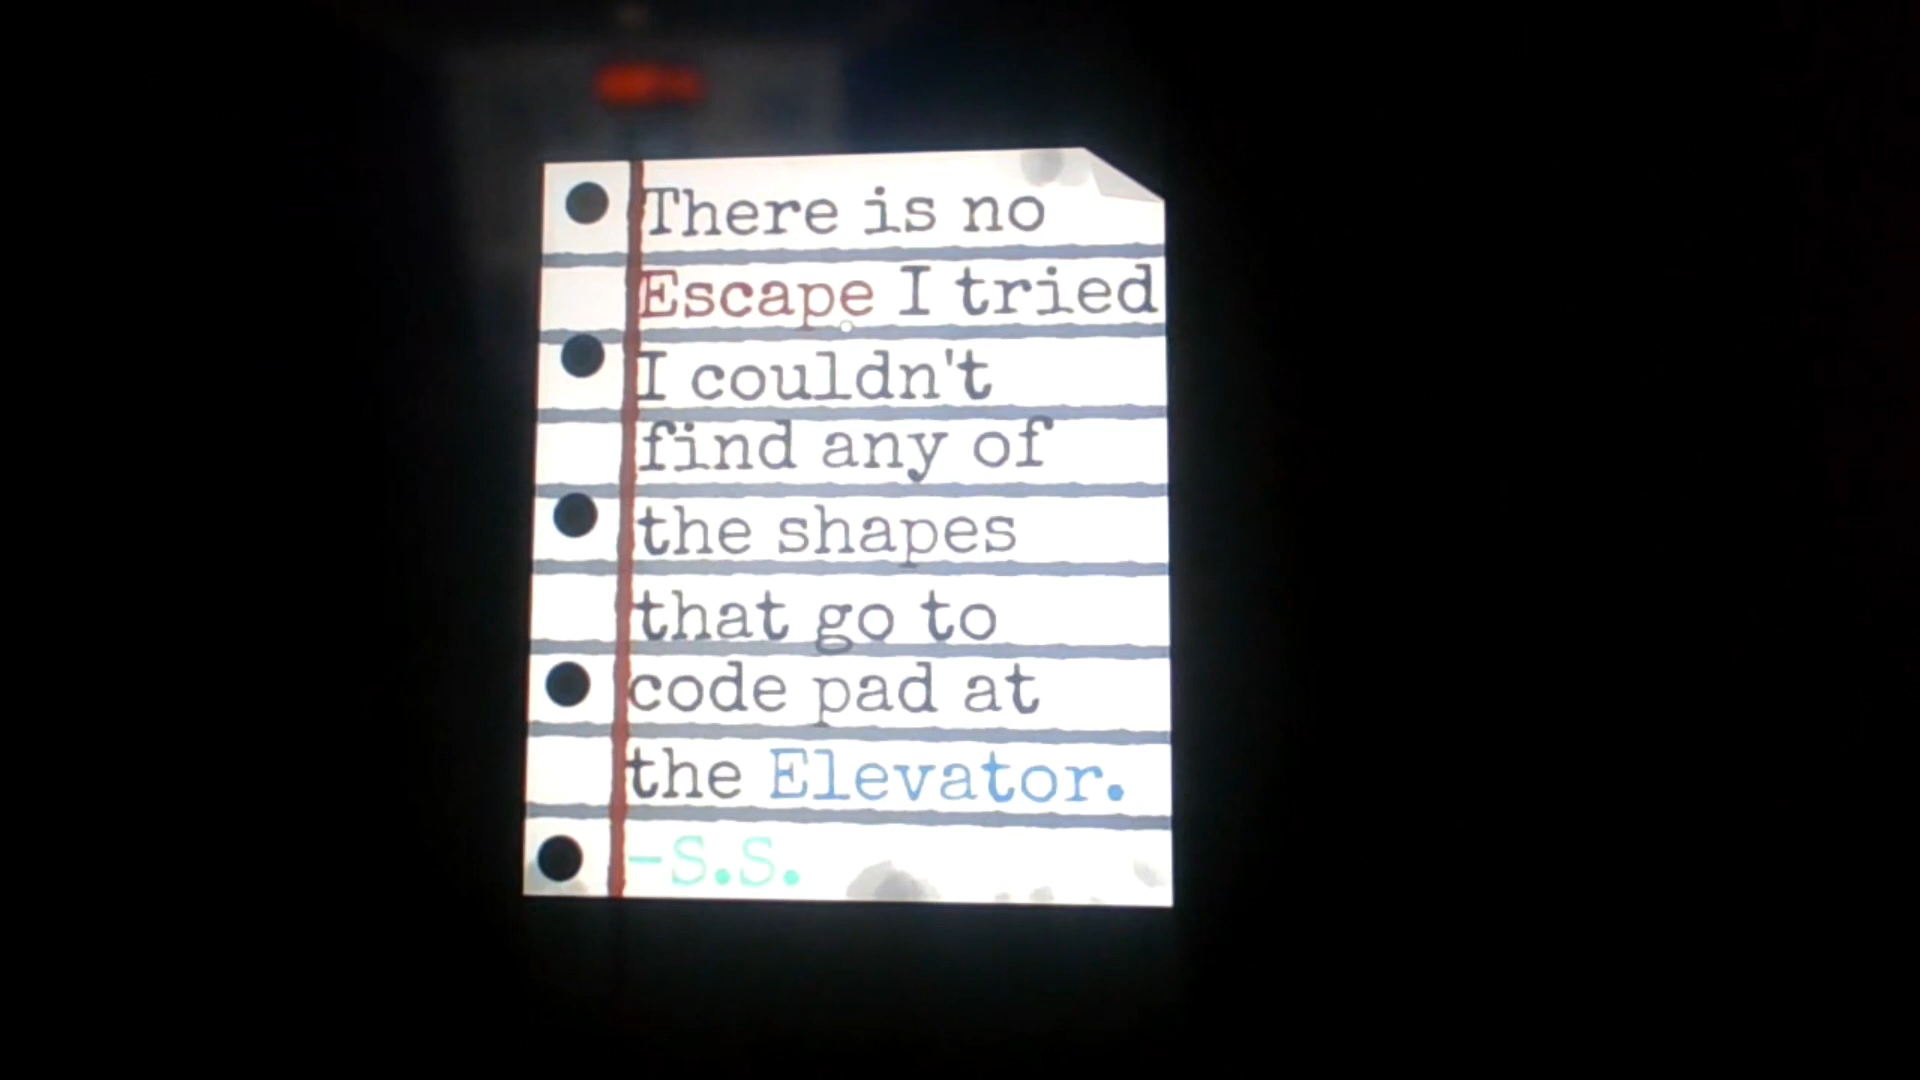 There is no
Escape I tried
I couldn't
find any of
the shapes
that go to
code pad at
the Elevator.
-S.S.